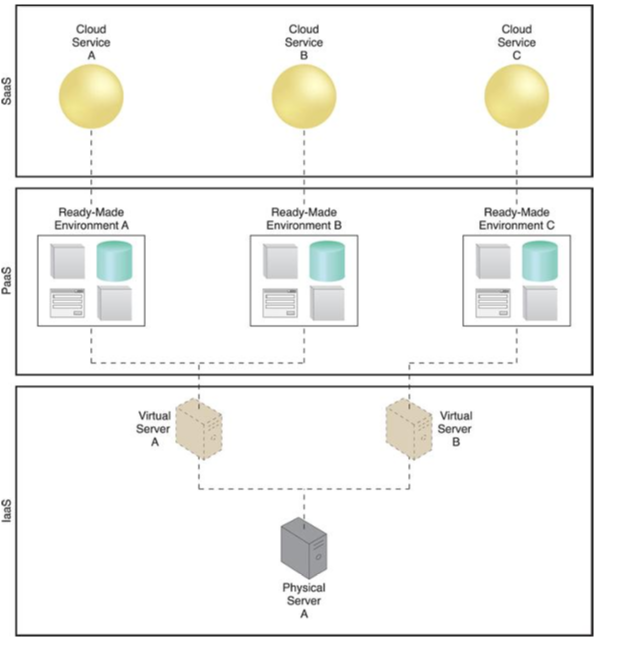 Cloud
Service
A
Cloud
Service
B
Cloud
Service
C
SaaS
Ready-Made
Environment A
Ready-Made
Environment B
Ready-Made
Environment C
PaaS
Virtual
Server
A
Virtual
Server
B
IaaS
Physical
Server
A